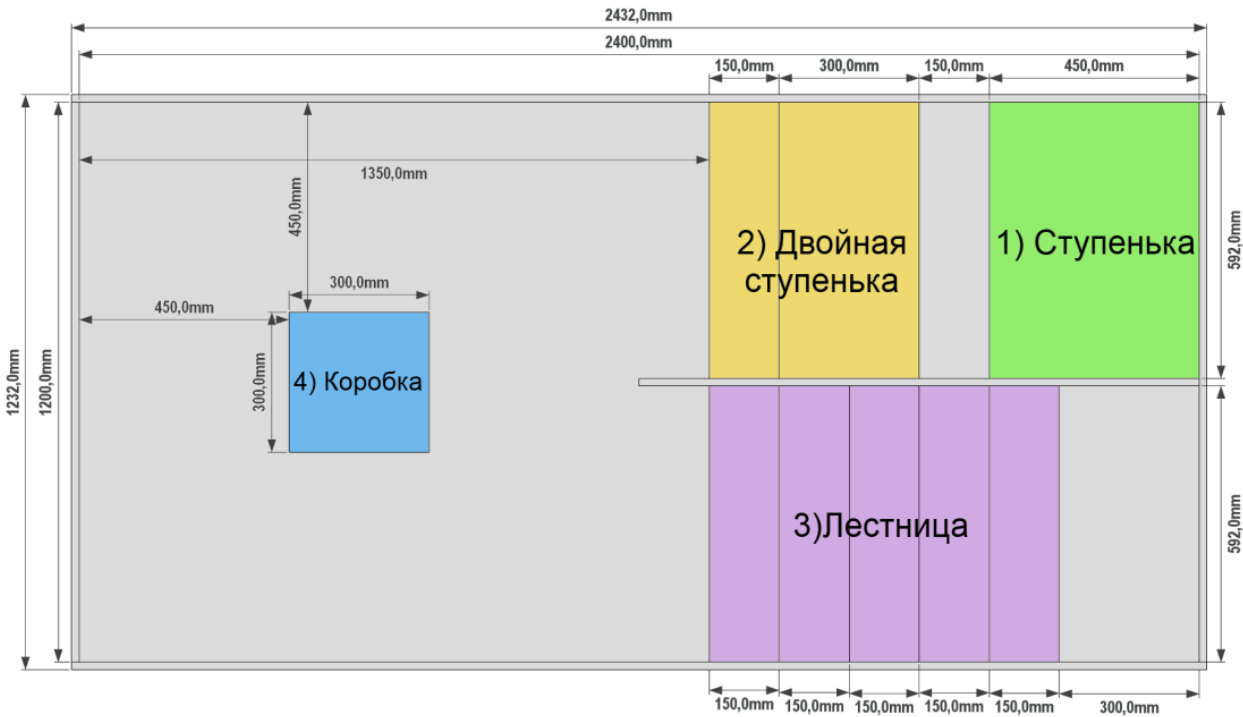 2432,0mm
2400,0mm
150,0mm 300,0mm 150,0mm 450,0mm
1350,0mm
450,0mm
592,0mm
2) Двойная
ступенька
1) Ступенька
300,0mm
450,0mm
300,0mm
4) Коробка
1232,0mm
1200,0mm
3)Лестница
592,0mm
150,0mm 150,0mm 150,0mm 150,0mm 150,0mm 300,0mm